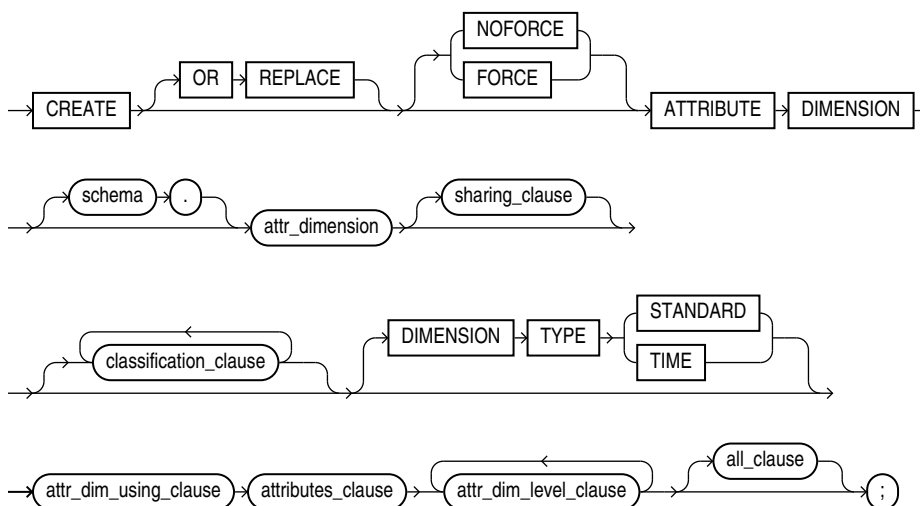 NOFORCE
OR REPLACE FORCE
CREATE ATTRIBUTE DIMENSION
schema . sharing_clause
attr_dimension
STANDARD
DIMENSION TYPE
classification_clause TIME
all_clause
attr_dim_using_clause attributes_clause attr_dim_level_clause ;